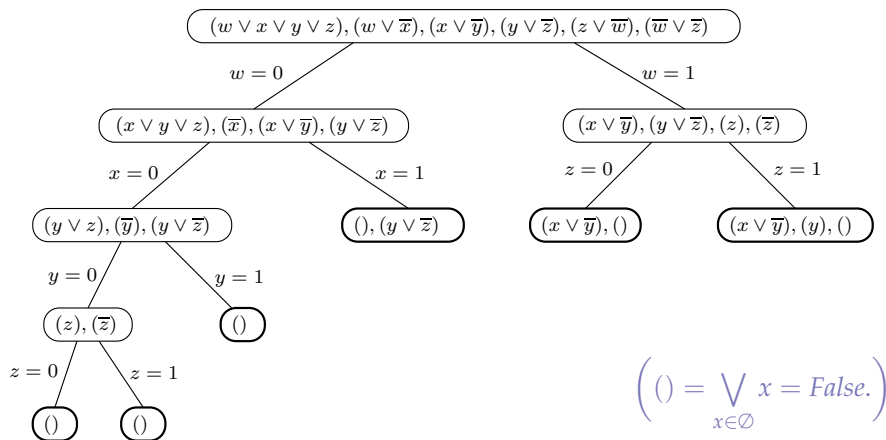 (w ∨ x ∨ y ∨ z), (w ∨ x̅), (x ∨ y̅), (y ∨ z̅), (z ∨ w̅), (w̅ ∨ z̅)
w = 0
w = 1
(x ∨ y ∨ z), (x̅), (x ∨ y̅), (y ∨ z̅)
(x ∨ y̅), (y ∨ z̅), (z), (z̅)
x = 0
x = 1
z = 0
z = 1
(y ∨ z), (y̅), (y ∨ z̅)
(), (y ∨ z̅)
(x ∨ y̅), ()
(x ∨ y̅), (y), ()
y = 0
y = 1
(z), (z̅)
()
z = 0
z = 1
()
()
(() = ⋁_{x∈∅} x = False.)